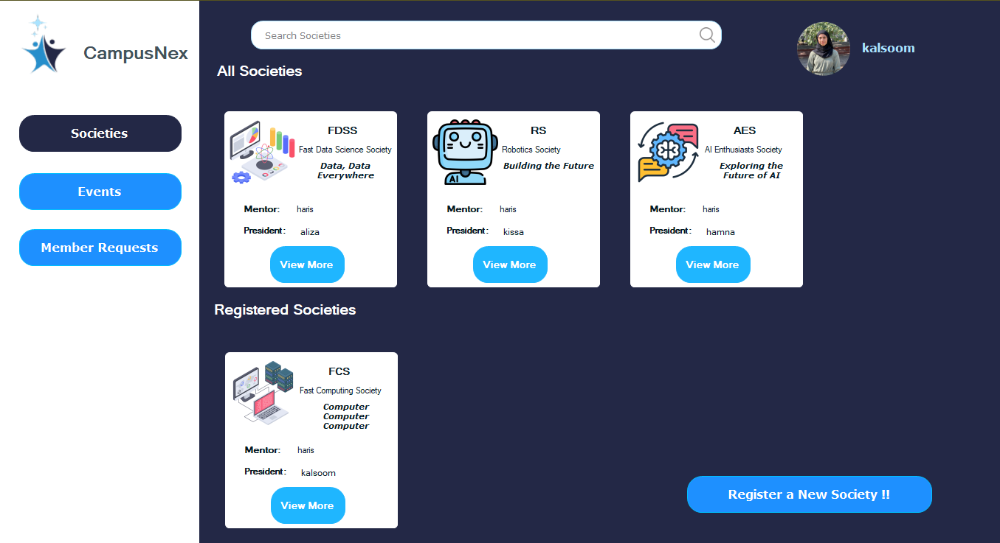 CampusNex
Search Societies
kalsoom
All Societies
Societies
Events
Member Requests
FDSS
Fast Data Science Society
Data, Data
Everywhere
Mentor: haris
President: aliza
View More
RS
Robotics Society
Building the Future
AI
Mentor: haris
President: kissa
View More
AES
AI Enthusiasts Society
Exploring the
Future of AI
Mentor: haris
President: hamna
View More
Registered Societies
FCS
Fast Computing Society
Computer
Computer
Computer
Mentor: haris
President: kalsoom
View More
Register a New Society !!